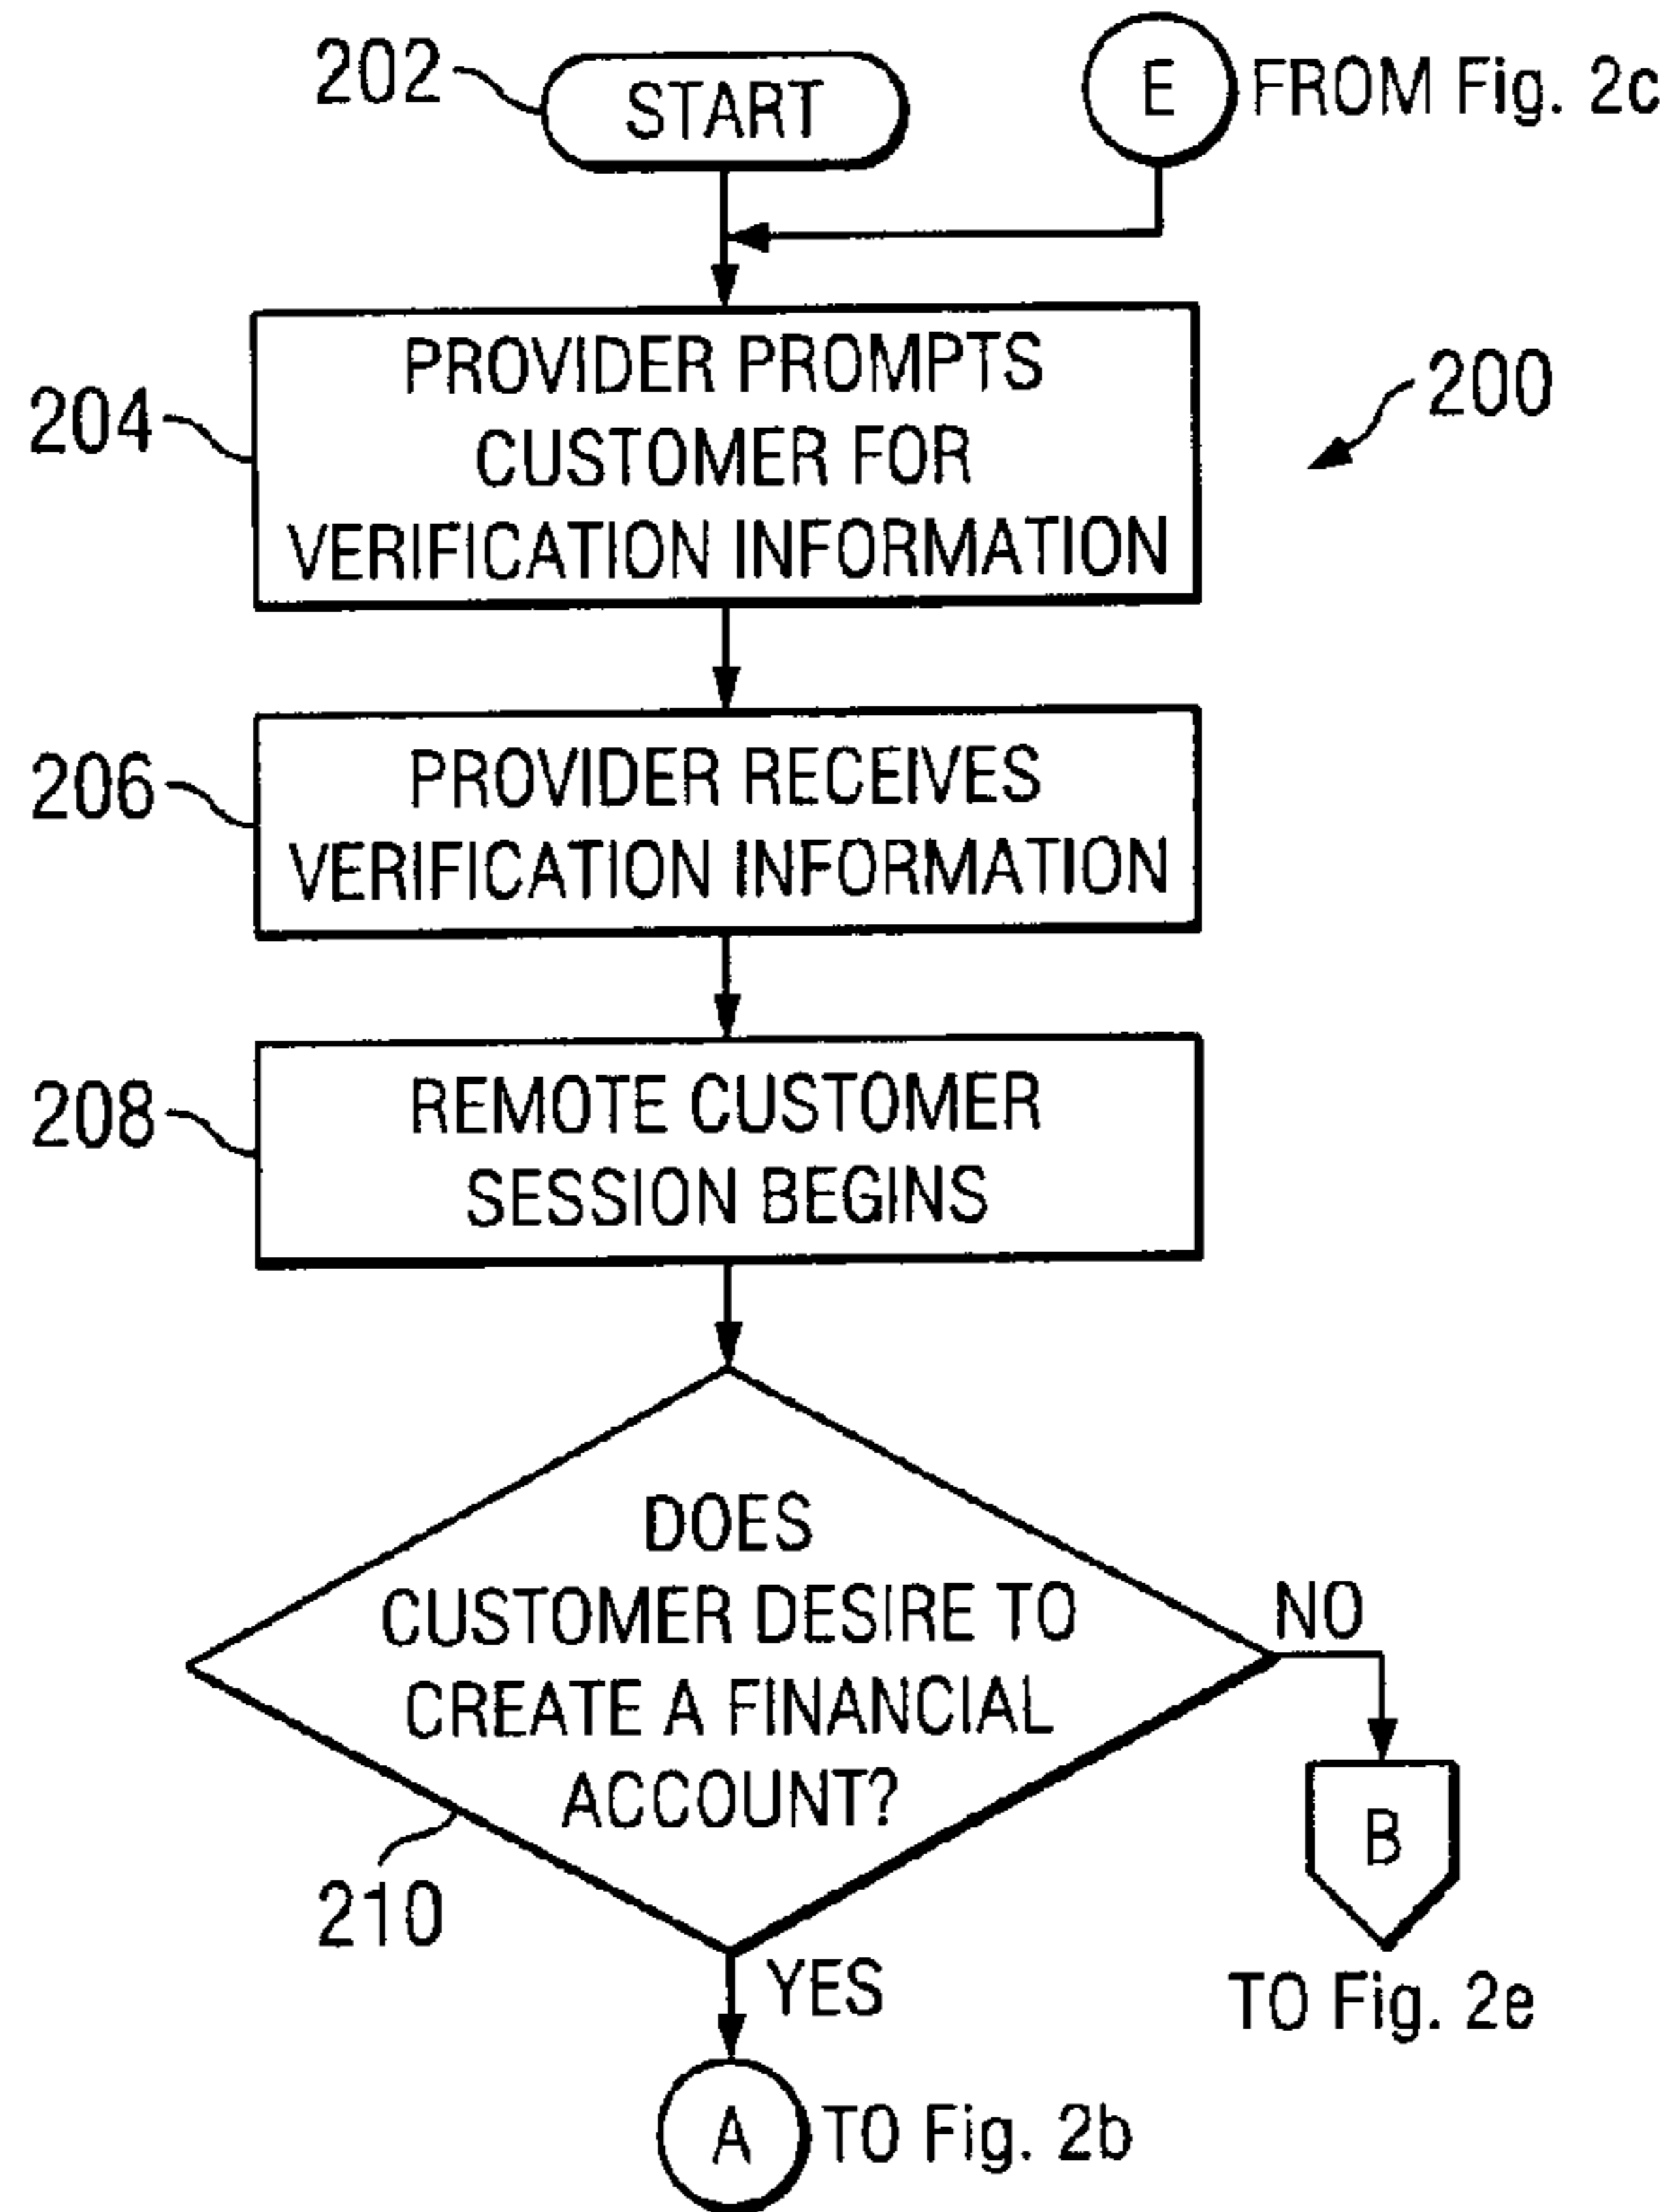 202
START
E
FROM Fig. 2c
PROVIDER PROMPTS
CUSTOMER FOR
VERIFICATION INFORMATION
204
200
PROVIDER RECEIVES
VERIFICATION INFORMATION
206
REMOTE CUSTOMER
SESSION BEGINS
208
DOES
CUSTOMER DESIRE TO
CREATE A FINANCIAL
ACCOUNT?
210
NO
B
TO Fig. 2e
YES
A
TO Fig. 2b